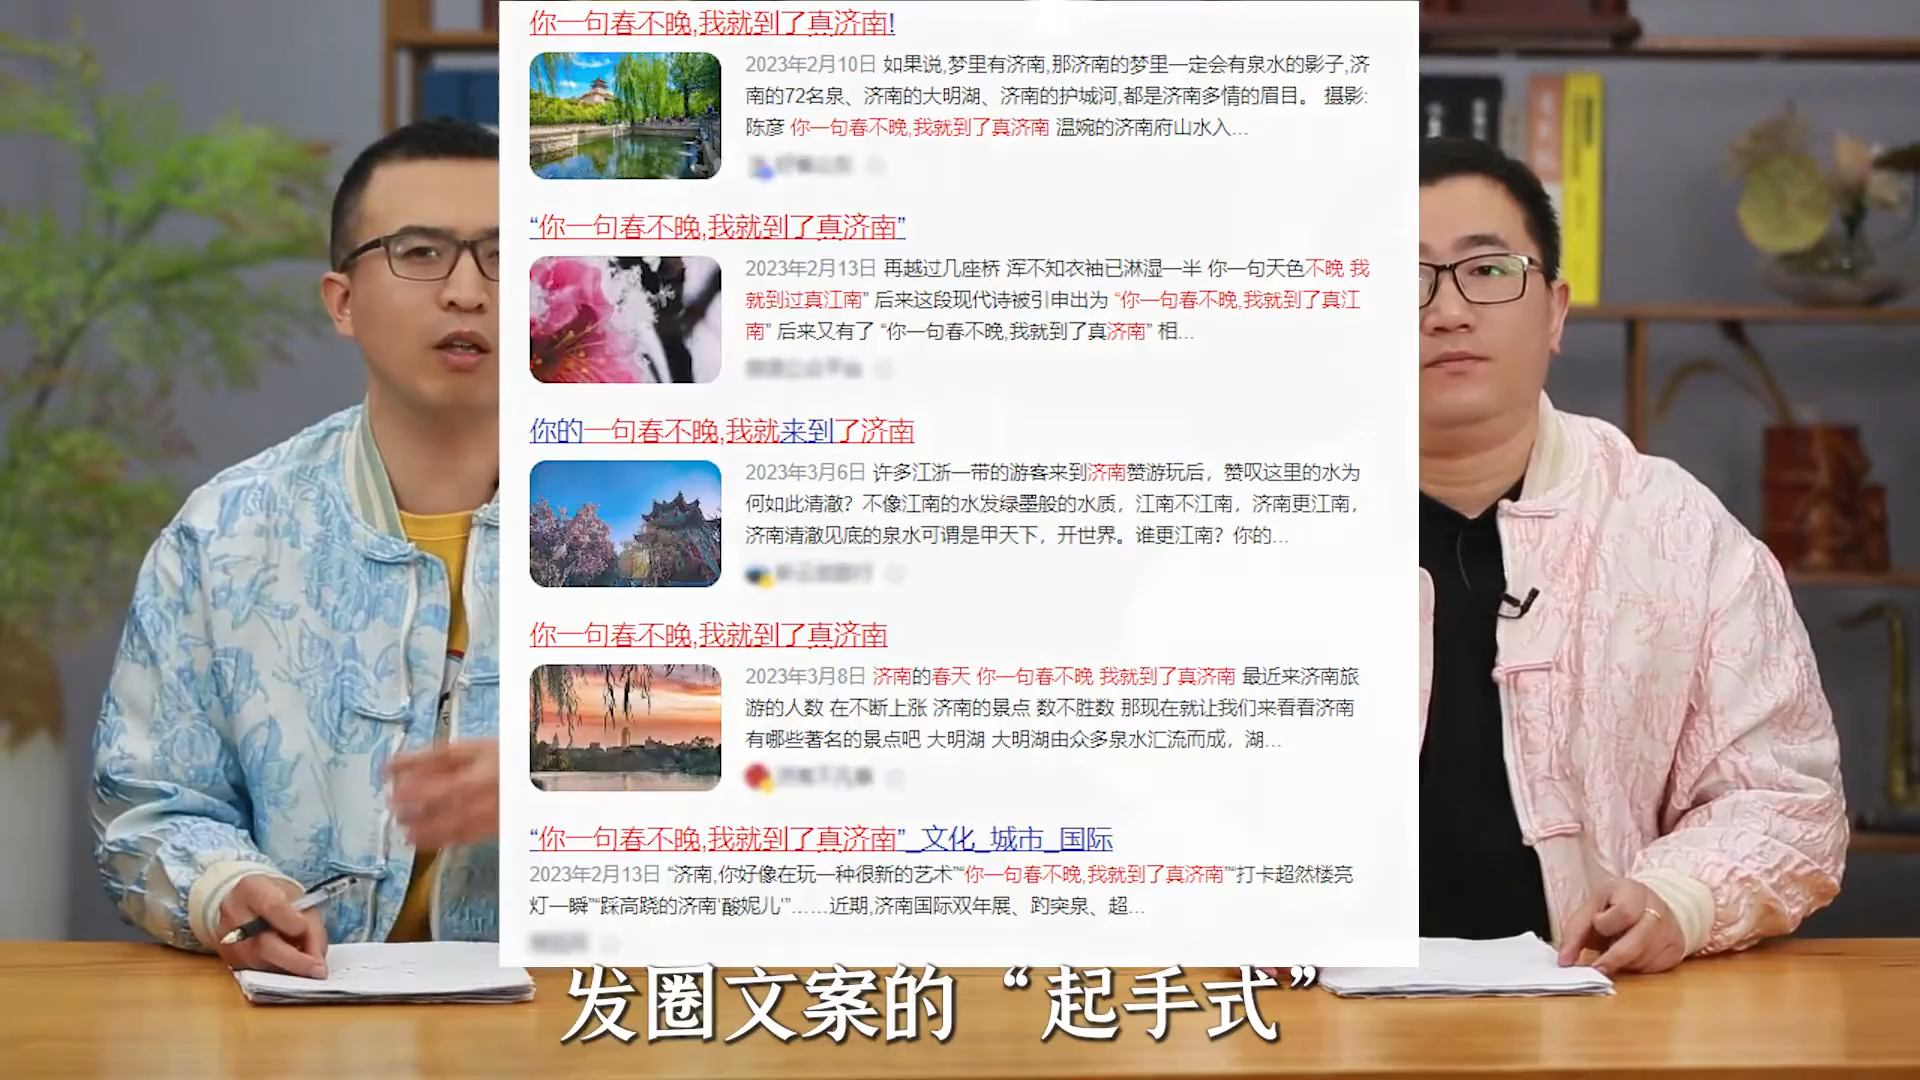 你一句春不晚,我就到了真济南!
2023年2月10日 如果说,梦里有济南,那济南的梦里一定会有泉水的影子,济
南的72名泉、济南的大明湖、济南的护城河,都是济南多情的眉目。 摄影:
陈彦 你一句春不晚,我就到了真济南 温婉的济南府山水入...
“你一句春不晚,我就到了真济南”
2023年2月13日 再越过几座桥 浑不知衣袖已淋湿一半 你一句天色不晚 我
就到过真江南” 后来这段现代诗被引申出为 “你一句春不晚,我就到了真江
南” 后来又有了 “你一句春不晚,我就到了真济南” 相...
你的一句春不晚,我就来到了济南
2023年3月6日 许多江浙一带的游客来到济南赞游玩后，赞叹这里的水为
何如此清澈？不像江南的水发绿墨般的水质，江南不江南，济南更江南，
济南清澈见底的泉水可谓是甲天下，开世界。谁更江南？你的...
你一句春不晚,我就到了真济南
2023年3月8日 济南的春天 你一句春不晚 我就到了真济南 最近来济南旅
游的人数 在不断上涨 济南的景点 数不胜数 那现在就让我们来看看济南
有哪些著名的景点吧 大明湖 大明湖由众多泉水汇流而成，湖...
“你一句春不晚,我就到了真济南”_文化_城市_国际
2023年2月13日 “济南,你好像在玩一种很新的艺术”“你一句春不晚,我就到了真济南”“打卡超然楼亮
灯一瞬”“踩高跷的济南‘酸妮儿’”……近期,济南国际双年展、趵突泉、超...
发圈文案的“起手式”